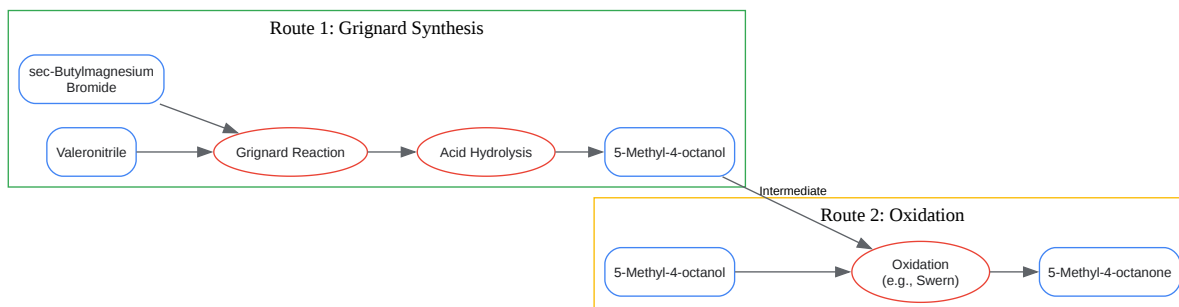 Route 1: Grignard Synthesis
sec-Butylmagnesium
Bromide
Valeronitrile
Grignard Reaction
Acid Hydrolysis
5-Methyl-4-octanol
Intermediate
Route 2: Oxidation
5-Methyl-4-octanol
Oxidation
(e.g., Swern)
5-Methyl-4-octanone